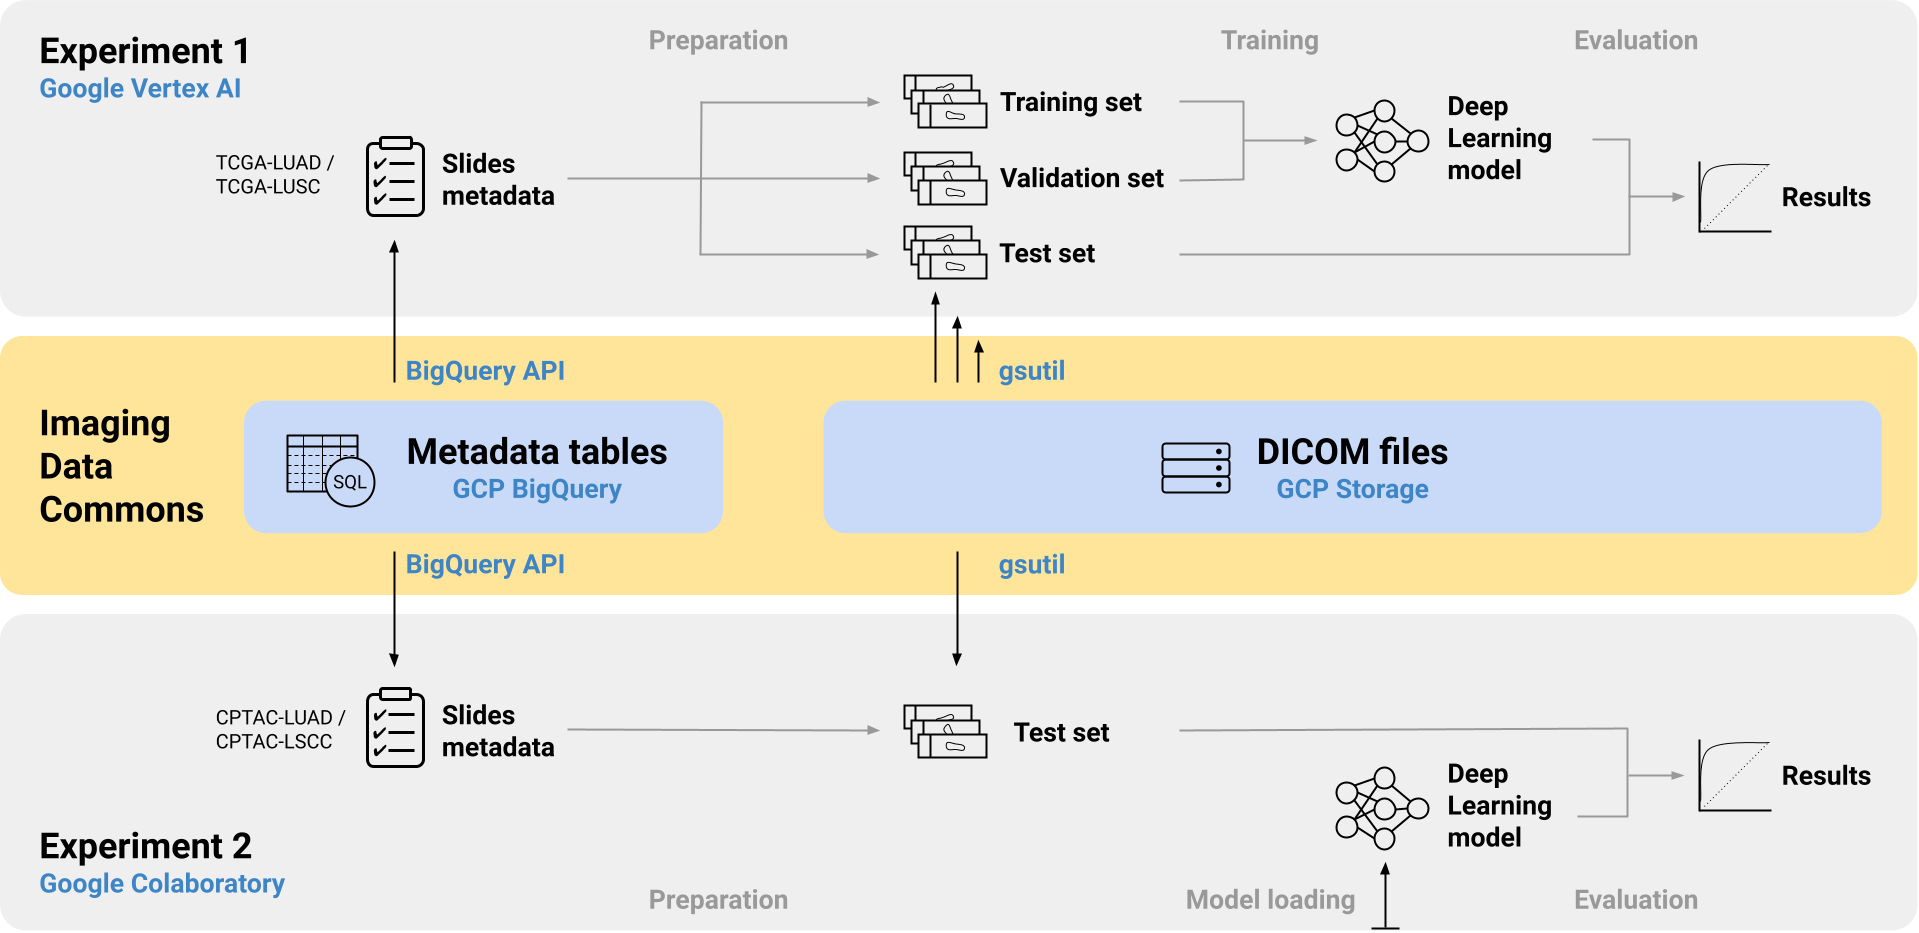 Experiment 1
Google Vertex AI
Preparation
Training
Evaluation
TCGA-LUAD /
TCGA-LUSC
Slides
metadata
Training set
Validation set
Test set
Deep
Learning
model
Results
BigQuery API
gsutil
Imaging
Data
Commons
SQL
Metadata tables
GCP BigQuery
DICOM files
GCP Storage
BigQuery API
gsutil
CPTAC-LUAD /
CPTAC-LSCC
Slides
metadata
Test set
Deep
Learning
model
Results
Experiment 2
Google Colaboratory
Preparation
Model loading
Evaluation